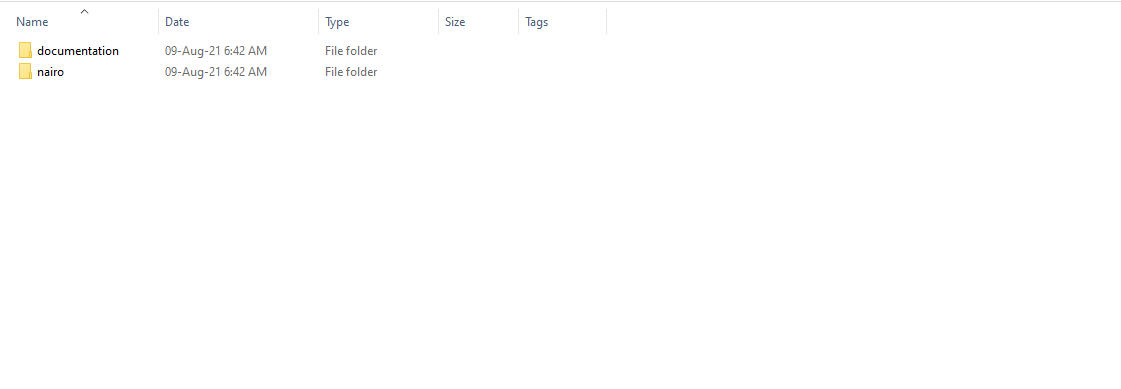 Name Date Type Size Tags
documentation 09-Aug-21 6:42 AM File folder
nairo 09-Aug-21 6:42 AM File folder